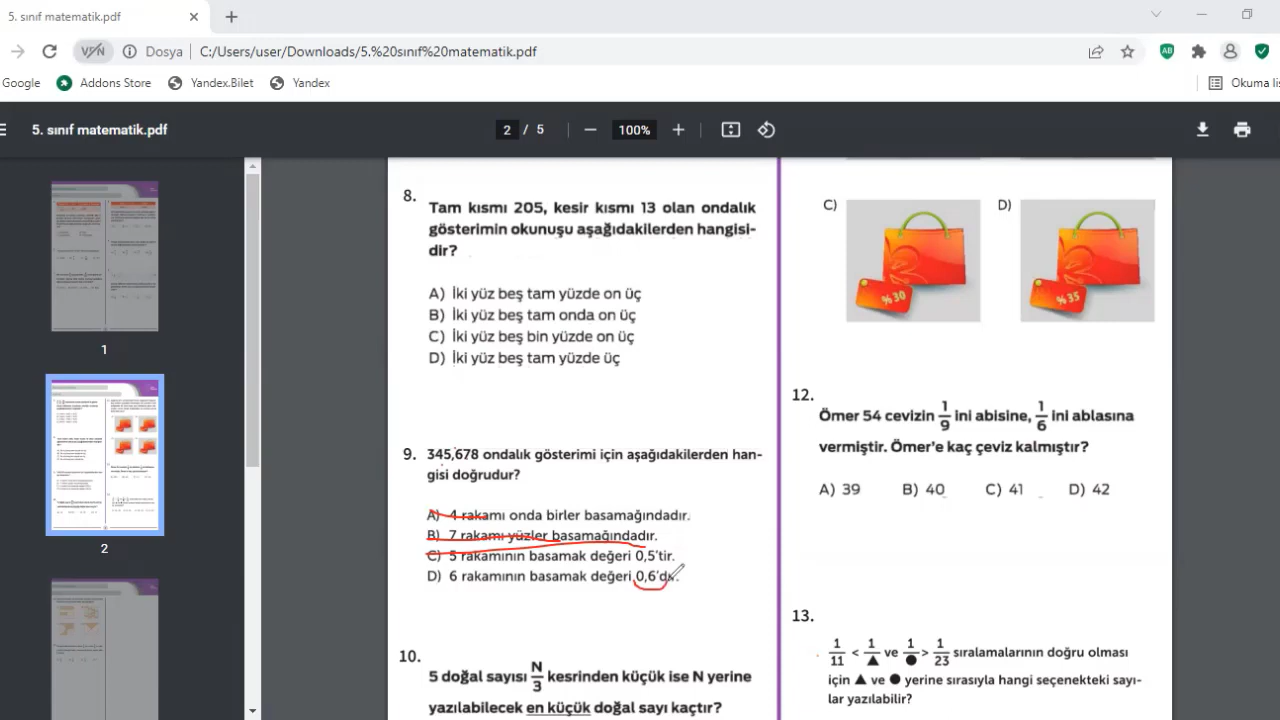 5. sınıf matematik.pdf
VPN
Dosya
C:/Users/user/Downloads/5.%20sınıf%20matematik.pdf
Google
Addons Store
Yandex.Bilet
Yandex
Okuma lis
5. sınıf matematik.pdf
2 / 5
100%
1
2
8.
Tam kısmı 205, kesir kısmı 13 olan ondalık
gösterimin okunuşu aşağıdakilerden hangisi-
dir?
A) İki yüz beş tam yüzde on üç
B) İki yüz beş tam onda on üç
C) İki yüz beş bin yüzde on üç
D) İki yüz beş tam yüzde üç
9.
345,678 ondalık gösterimi için aşağıdakilerden han-
gisi doğrudur?
A) 4 rakamı onda birler basamağındadır.
B) 7 rakamı yüzler basamağındadır.
C) 5 rakamının basamak değeri 0,5'tir.
D) 6 rakamının basamak değeri 0,6'dır.
10.
5 doğal sayısı N/3 kesrinden küçük ise N yerine
yazılabilecek en küçük doğal sayı kaçtır?
C)
%30
D)
%35
12.
Ömer 54 cevizin 1/9 ini abisine, 1/6 ini ablasına
vermiştir. Ömer'e kaç çeviz kalmıştır?
A) 39 B) 40 C) 41 D) 42
13.
1/11 < 1/▲ ve 1/● > 1/23 sıralamalarının doğru olması
için ▲ ve ● yerine sırasıyla hangi seçenekteki sayı-
lar yazılabilir?